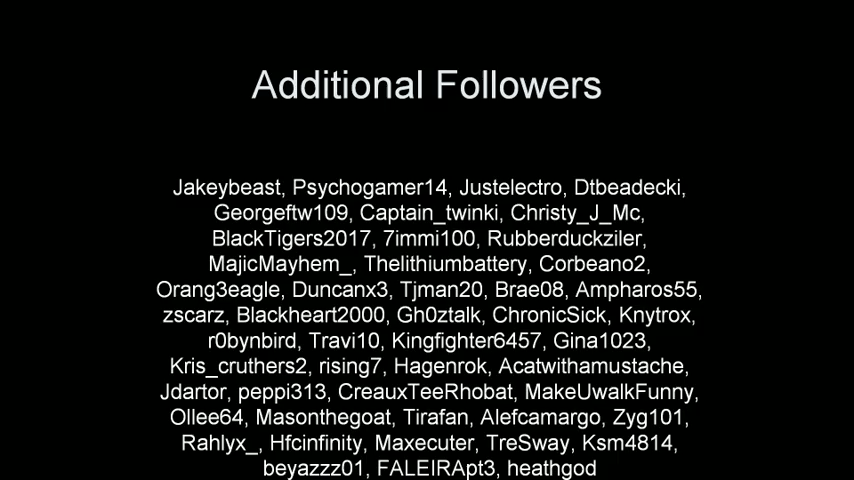 Additional Followers
Jakeybeast, Psychogamer14, Justelectro, Dtbeadecki,
Georgeftw109, Captain_twinki, Christy_J_Mc,
BlackTigers2017, 7immi100, Rubberduckziler,
MajicMayhem_, Thelithiumbattery, Corbeano2,
Orang3eagle, Duncanx3, Tjman20, Brae08, Ampharos55,
zscarz, Blackheart2000, Gh0ztalk, ChronicSick, Knytrox,
r0bynbird, Travi10, Kingfighter6457, Gina1023,
Kris_cruthers2, rising7, Hagenrok, Acatwithamustache,
Jdartor, peppi313, CreauxTeeRhobat, MakeUwalkFunny,
Ollee64, Masonthegoat, Tirafan, Alefcamargo, Zyg101,
Rahlyx_, Hfcinfinity, Maxecuter, TreSway, Ksm4814,
beyazzz01, FALEIRApt3, heathgod